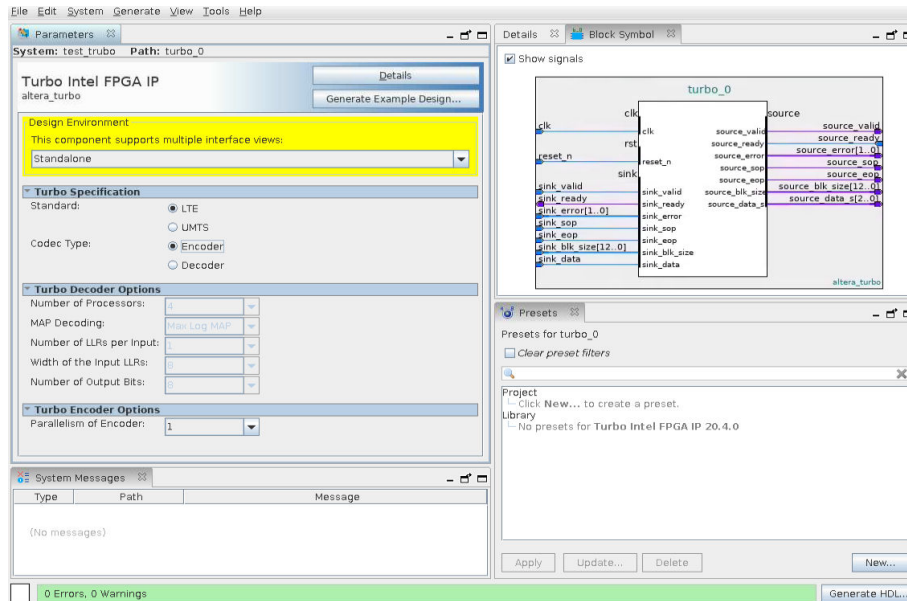 File Edit System Generate View Tools Help
Parameters
System: test_trubo Path: turbo_0
Turbo Intel FPGA IP
altera_turbo
Details
Generate Example Design...
Design Environment
This component supports multiple interface views:
Standalone
Turbo Specification
Standard:
LTE
UMTS
Codec Type:
Encoder
Decoder
Turbo Decoder Options
Number of Processors: 4
MAP Decoding: Max Log MAP
Number of LLRs per Input: 1
Width of the Input LLRs: 8
Number of Output Bits: 8
Turbo Encoder Options
Parallelism of Encoder: 1
System Messages
Type Path Message
(No messages)
0 Errors, 0 Warnings
Details Block Symbol
Show signals
turbo_0
clk source
clk clk source_valid source_valid
rst source_ready source_ready
reset_n reset_n source_error source_error[1..0]
sink source_sop source_sop
source_eop source_eop
sink_valid sink_valid source_blk_size source_blk_size[12..0]
sink_ready sink_ready source_data_s source_data_s[2..0]
sink_error[1..0] sink_error
sink_sop sink_sop
sink_eop sink_eop
sink_blk_size[12..0] sink_blk_size
sink_data sink_data
altera_turbo
Presets
Presets for turbo_0
Clear preset filters
Project
Click New... to create a preset.
Library
No presets for Turbo Intel FPGA IP 20.4.0
Apply Update... Delete New...
Generate HDL...